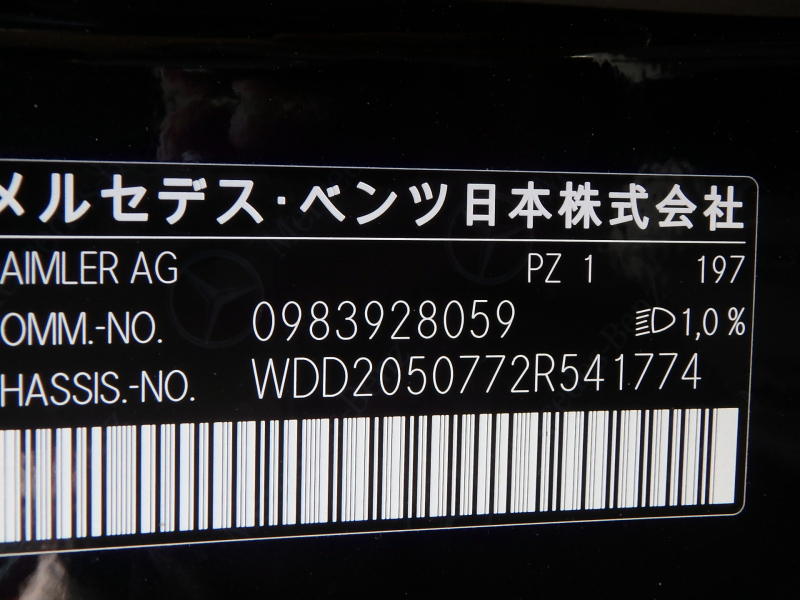 メルセデス・ベンツ日本株式会社
AIMLER AG PZ 1 197
OMM.-NO. 0983928059 1,0 %
HASSIS.-NO. WDD2050772R541774